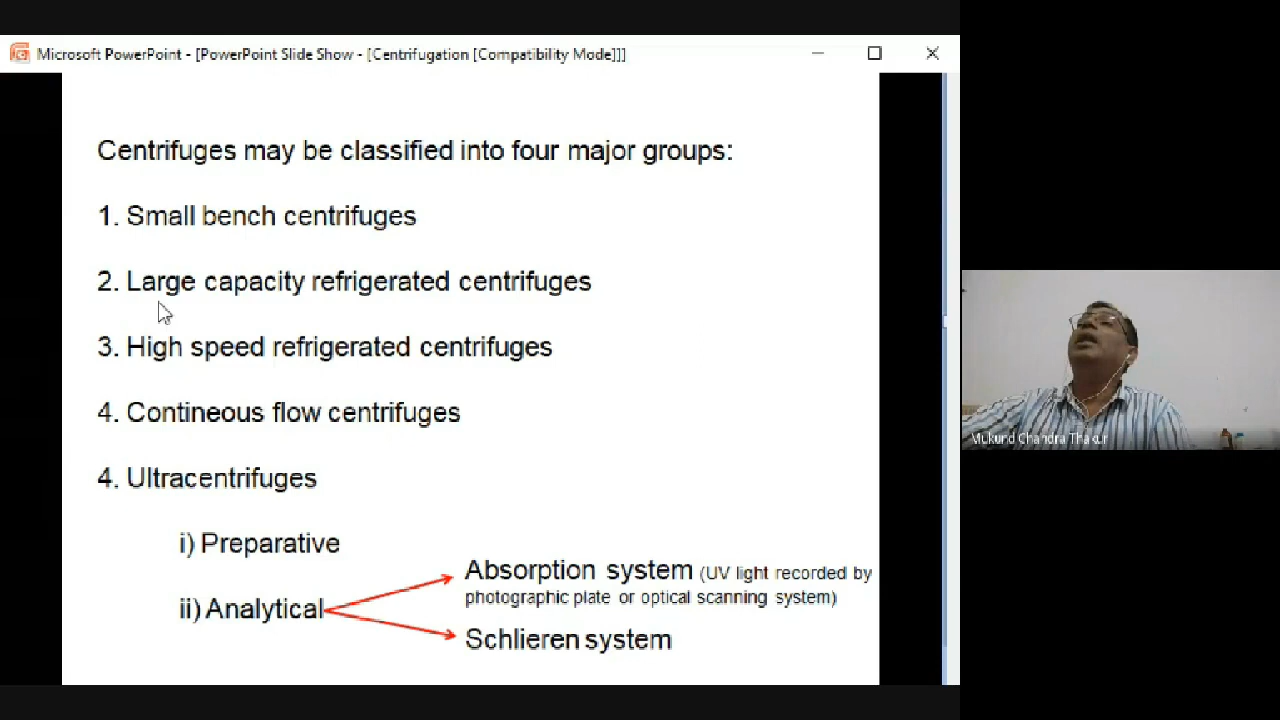 Microsoft PowerPoint - [PowerPoint Slide Show - [Centrifugation [Compatibility Mode]]]
Centrifuges may be classified into four major groups:
1. Small bench centrifuges
2. Large capacity refrigerated centrifuges
3. High speed refrigerated centrifuges
4. Contineous flow centrifuges
4. Ultracentrifuges
i) Preparative
ii) Analytical
Absorption system (UV light recorded by
photographic plate or optical scanning system)
Schlieren system
Mukund Chandra Thakur